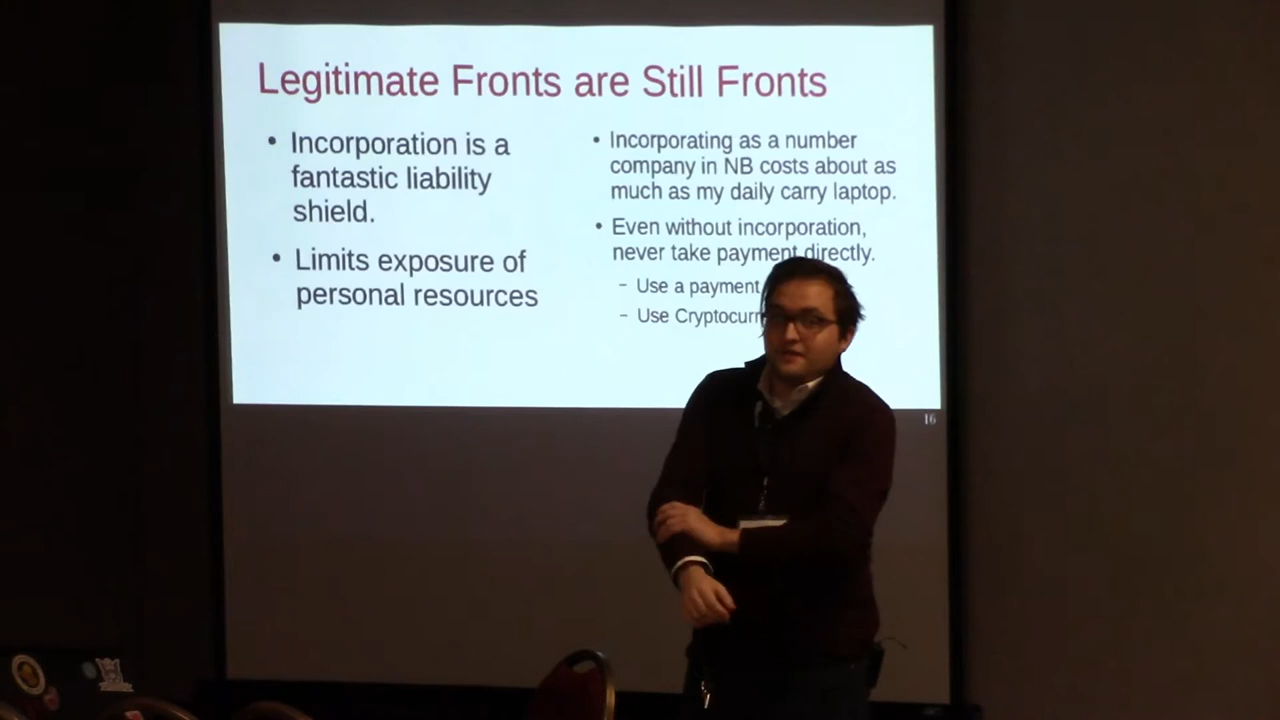 Legitimate Fronts are Still Fronts
• Incorporation is a
fantastic liability
shield.
• Limits exposure of
personal resources
• Incorporating as a number
company in NB costs about as
much as my daily carry laptop.
• Even without incorporation,
never take payment directly.
– Use a payment
– Use
16